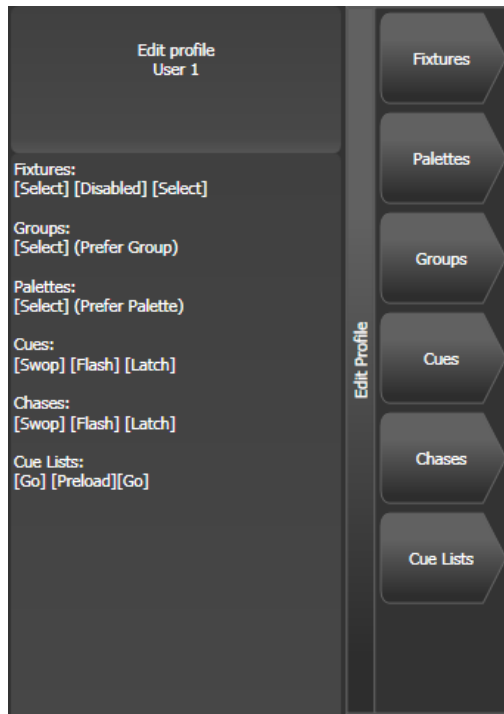 Edit profile
User 1
Fixtures:
[Select] [Disabled] [Select]
Groups:
[Select] (Prefer Group)
Palettes:
[Select] (Prefer Palette)
Cues:
[Swop] [Flash] [Latch]
Chases:
[Swop] [Flash] [Latch]
Cue Lists:
[Go] [Preload][Go]
Edit Profile
Fixtures
Palettes
Groups
Cues
Chases
Cue Lists